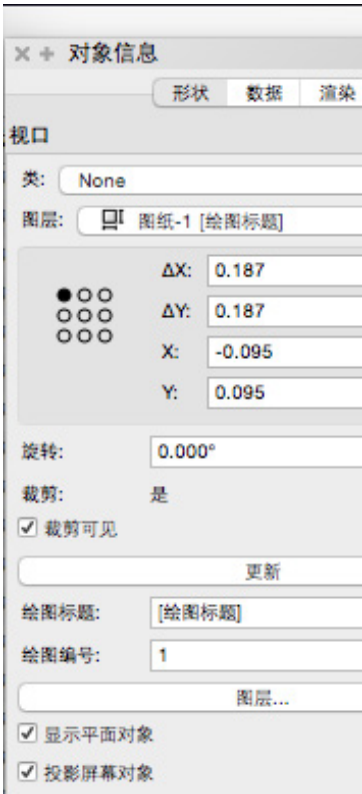 对象信息
形状 数据 渲染
视口
类: None
图层: 图纸-1 [绘图标题]
ΔX: 0.187
ΔY: 0.187
X: -0.095
Y: 0.095
旋转: 0.000°
裁剪: 是
裁剪可见
更新
绘图标题: [绘图标题]
绘图编号: 1
图层...
显示平面对象
投影屏幕对象